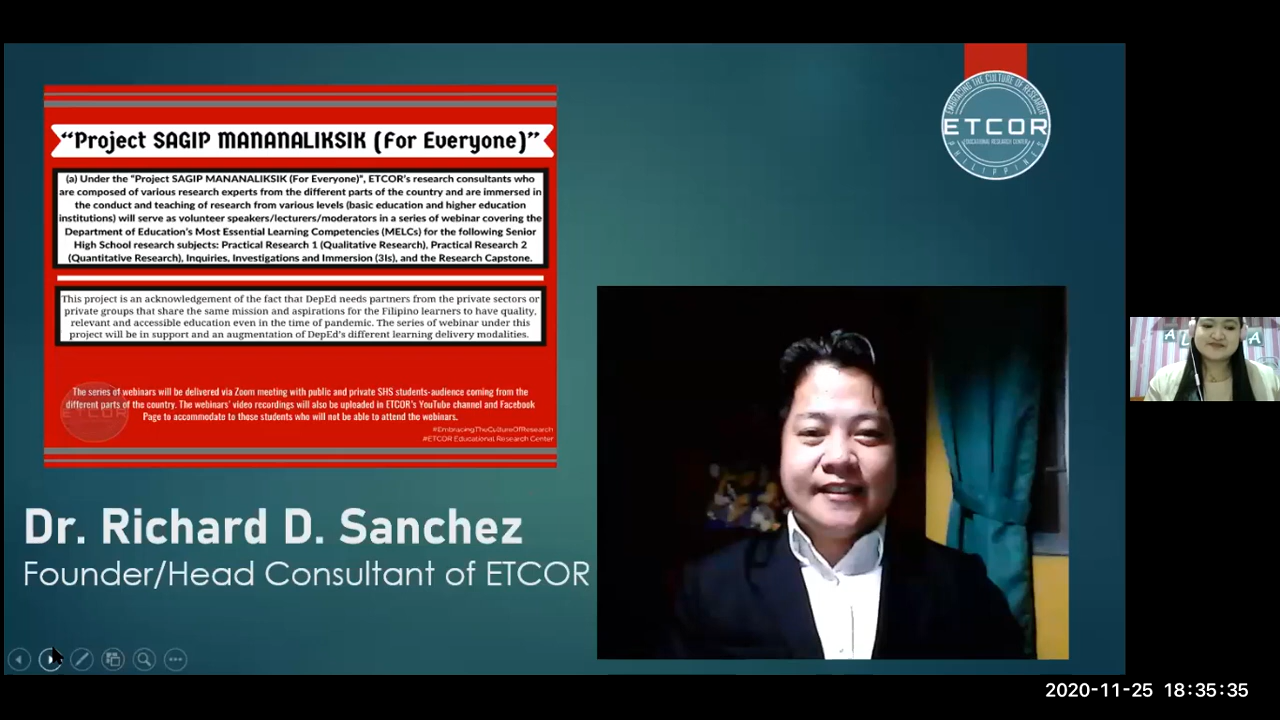 "Project SAGIP MANANALIKSIK (For Everyone)"
(a) Under the "Project SAGIP MANANALIKSIK (For Everyone)", ETCOR's research consultants who
are composed of various research experts from the different parts of the country and are immersed in
the conduct and teaching of research from various levels (basic education and higher education
institutions) will serve as volunteer speakers/lecturers/moderators in a series of webinar covering the
Department of Education's Most Essential Learning Competencies (MELCs) for the following Senior
High School research subjects: Practical Research 1 (Qualitative Research), Practical Research 2
(Quantitative Research), Inquiries, Investigations and Immersion (3Is), and the Research Capstone.
This project is an acknowledgement of the fact that DepEd needs partners from the private sectors or
private groups that share the same mission and aspirations for the Filipino learners to have quality,
relevant and accessible education even in the time of pandemic. The series of webinar under this
project will be in support and an augmentation of DepEd's different learning delivery modalities.
The series of webinars will be delivered via Zoom meeting with public and private SHS students-audience coming from the
different parts of the country. The webinars' video recordings will also be uploaded in ETCOR's YouTube channel and Facebook
Page to accommodate to those students who will not be able to attend the webinars.
#EmbracingTheCultureOfResearch
#ETCOR Educational Research Center
EMBRACING THE CULTURE OF RESEARCH
ETCOR
EDUCATIONAL RESEARCH CENTER
PHILIPPINES
Dr. Richard D. Sanchez
Founder/Head Consultant of ETCOR
2020-11-25 18:35:35